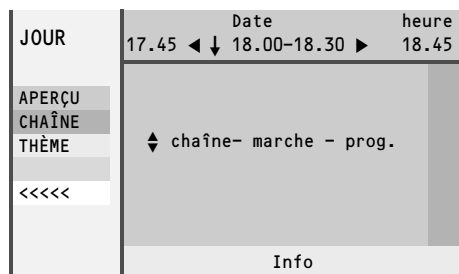 JOUR
APERÇU
CHAÎNE
THÈME
<<<<<
Date heure
17.45 ◀ ↓ 18.00-18.30 ▶ 18.45
chaîne- marche - prog.
Info